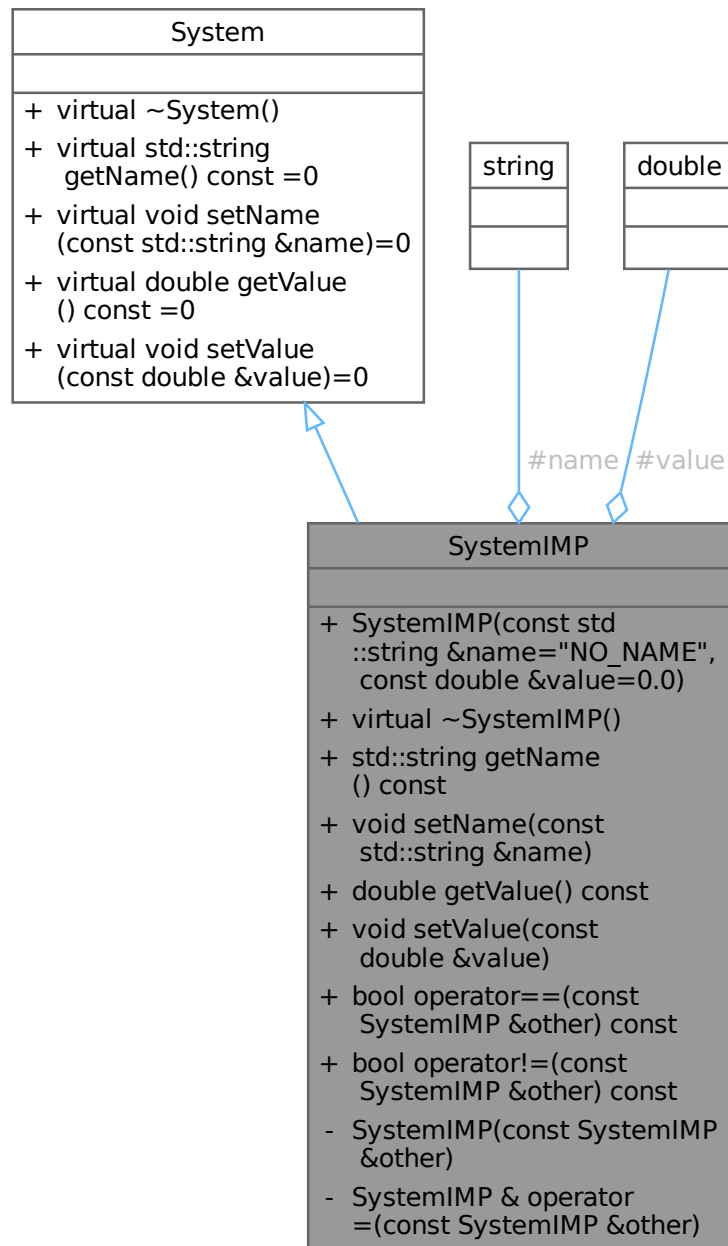 System
+ virtual ~System()
+ virtual std::string
getName() const =0
+ virtual void setName
(const std::string &name)=0
+ virtual double getValue
() const =0
+ virtual void setValue
(const double &value)=0
string
double
#name
#value
SystemIMP
+ SystemIMP(const std
::string &name="NO_NAME",
const double &value=0.0)
+ virtual ~SystemIMP()
+ std::string getName
() const
+ void setName(const
std::string &name)
+ double getValue() const
+ void setValue(const
double &value)
+ bool operator==(const
SystemIMP &other) const
+ bool operator!=(const
SystemIMP &other) const
- SystemIMP(const SystemIMP
&other)
- SystemIMP & operator
=(const SystemIMP &other)